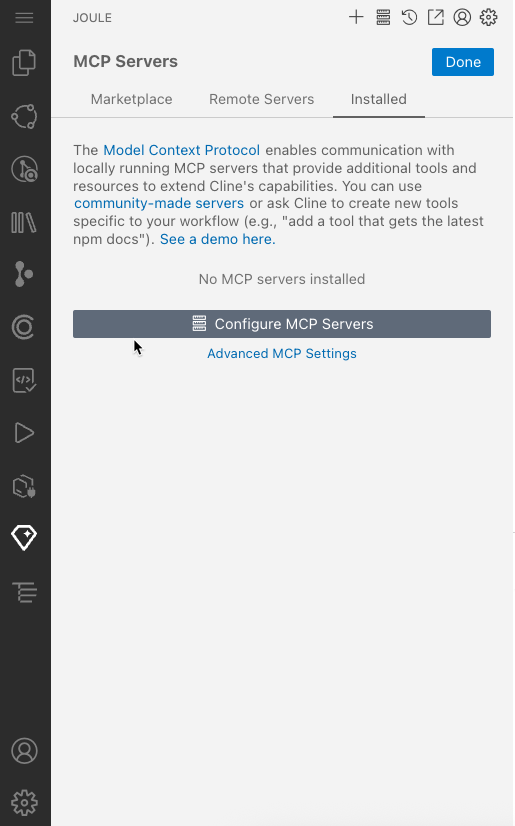 JOULE
MCP Servers
Done
Marketplace
Remote Servers
Installed
The Model Context Protocol enables communication with
locally running MCP servers that provide additional tools and
resources to extend Cline's capabilities. You can use
community-made servers or ask Cline to create new tools
specific to your workflow (e.g., "add a tool that gets the latest
npm docs"). See a demo here.
No MCP servers installed
Configure MCP Servers
Advanced MCP Settings